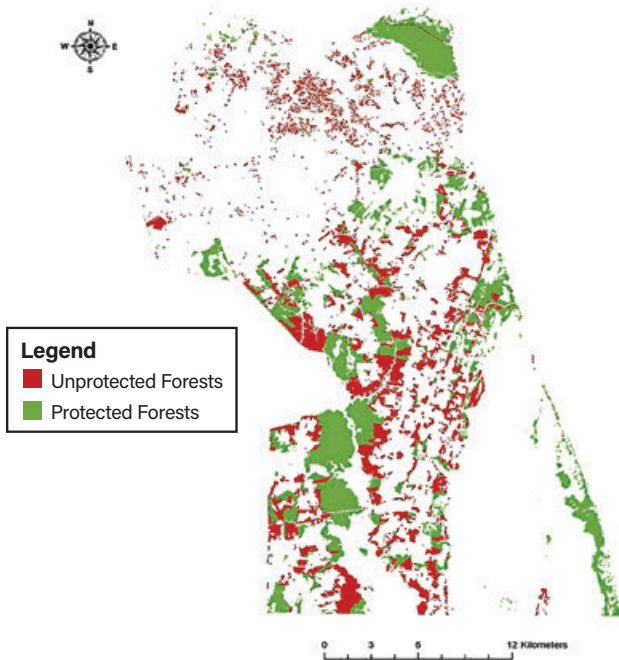 N
W E
S
Legend
Unprotected Forests
Protected Forests
0 3 6 12 Kilometers